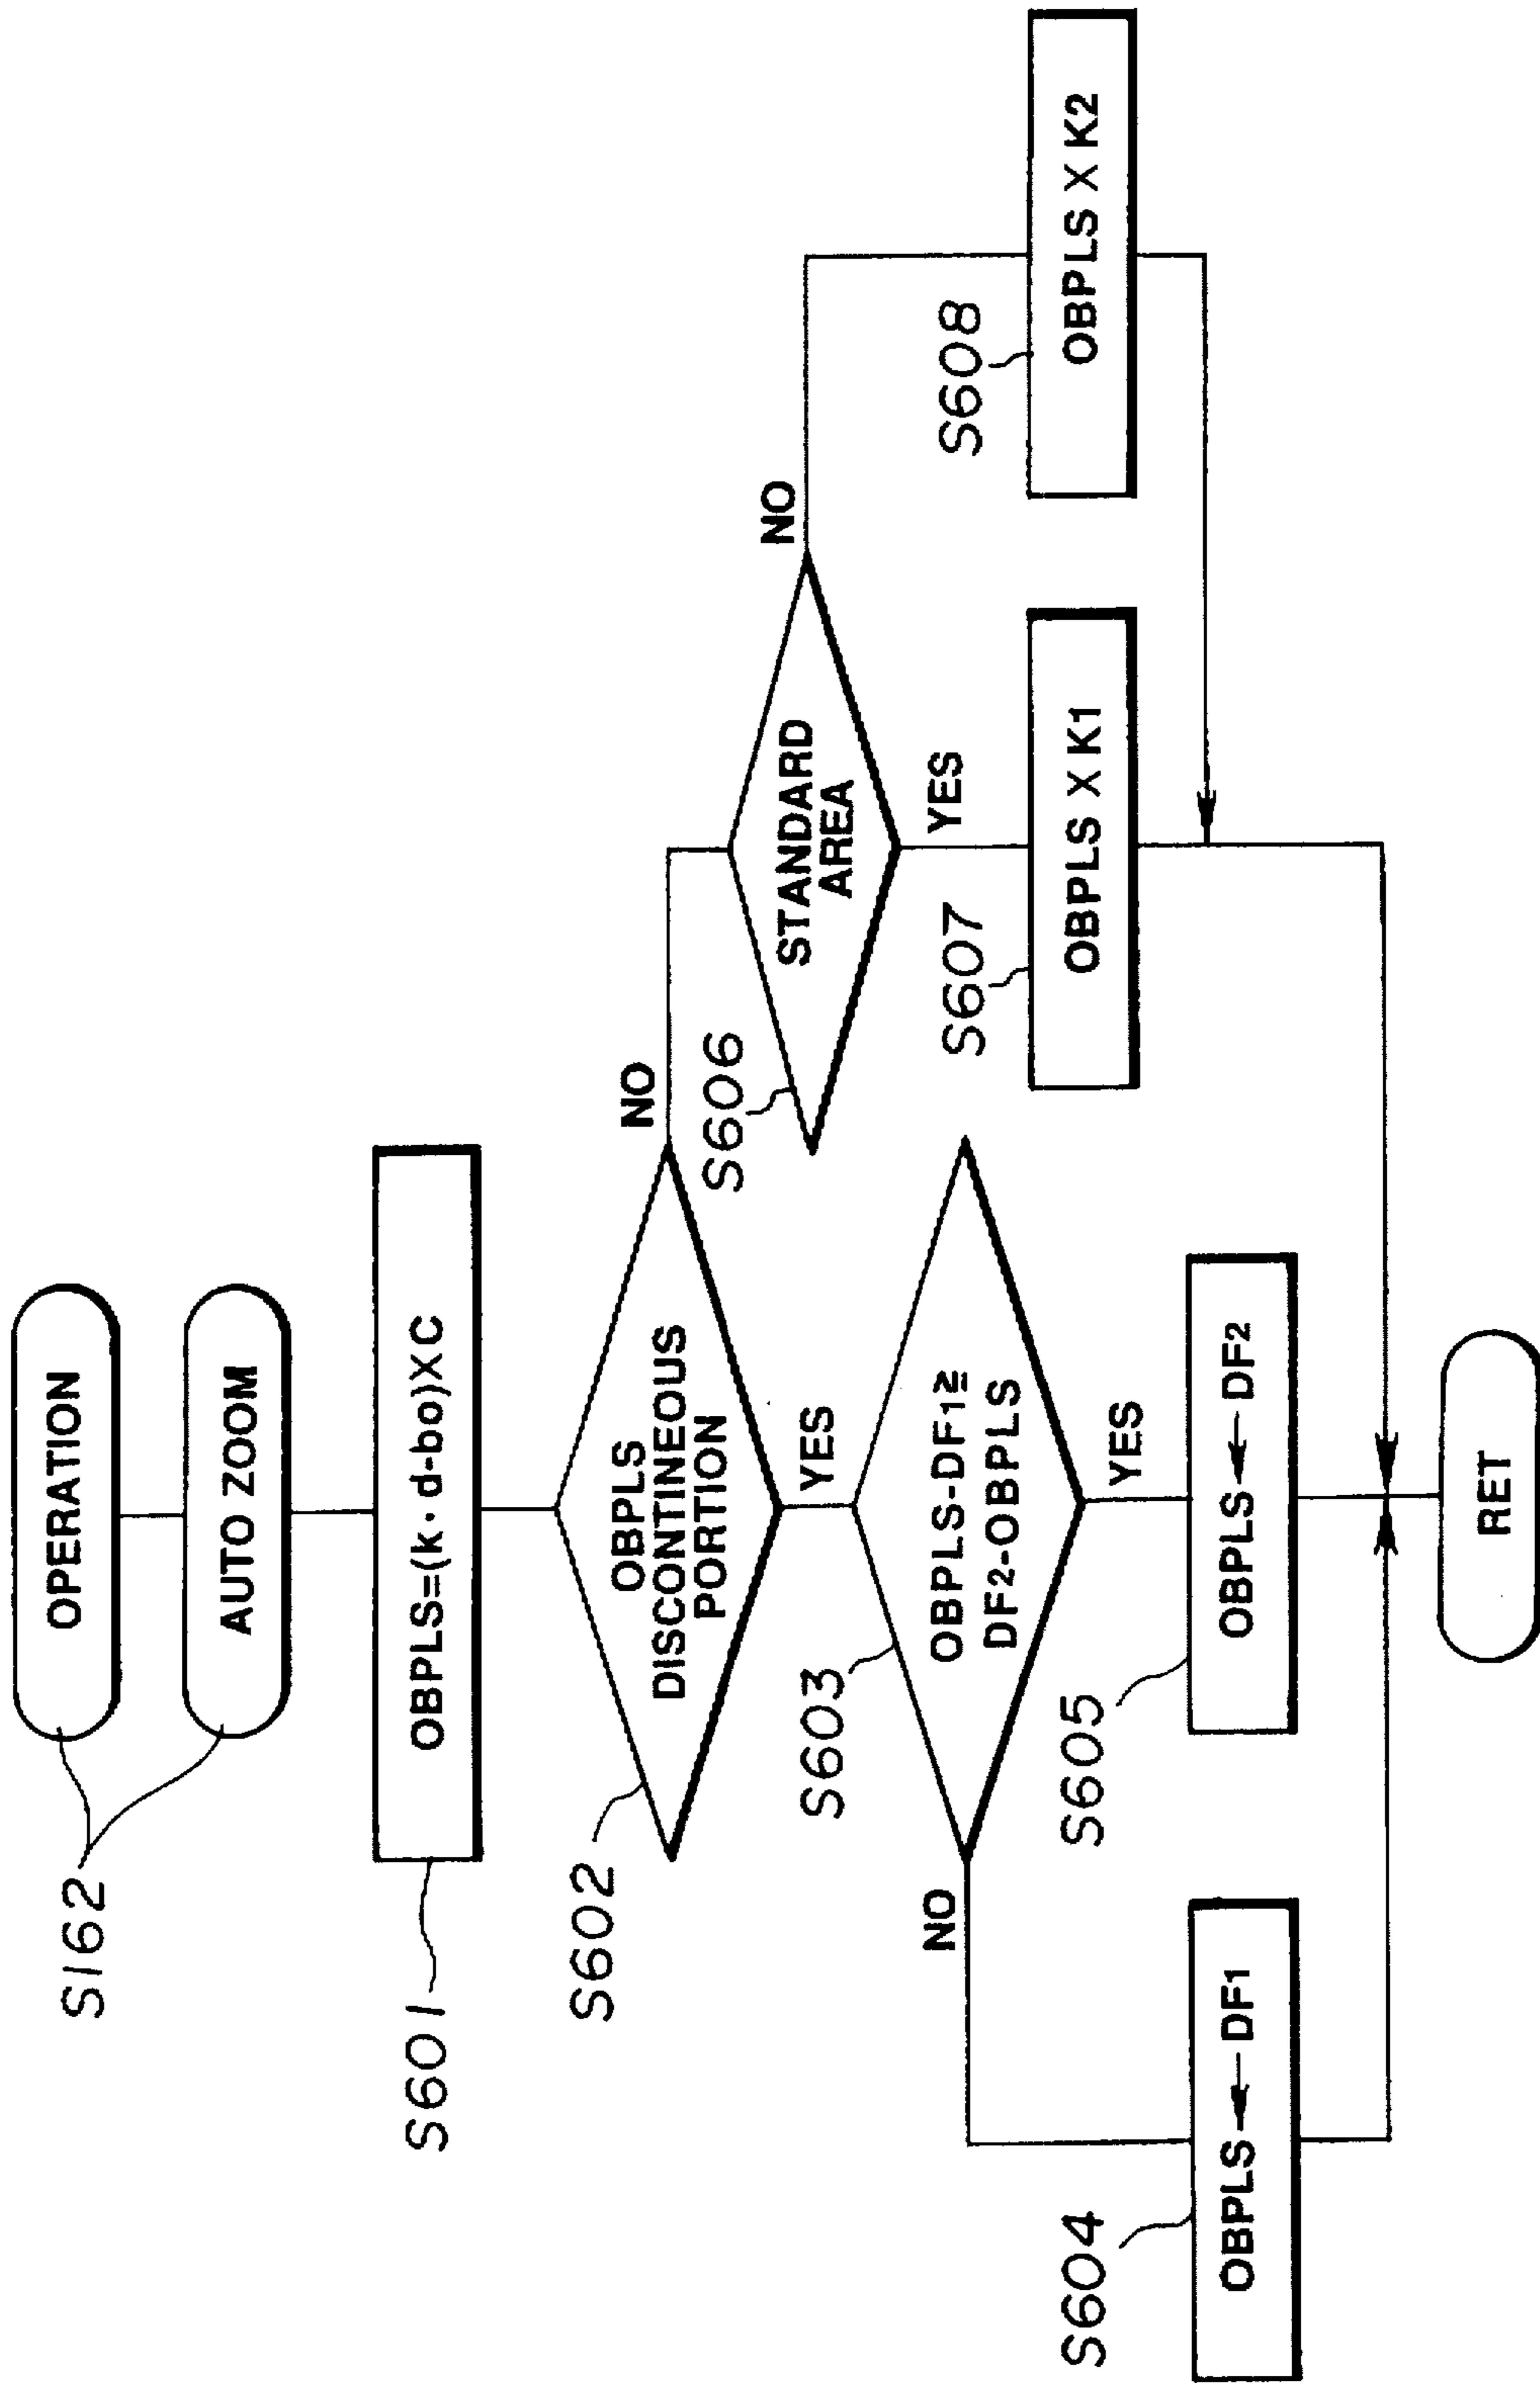 S162
OPERATION
AUTO ZOOM
S601
OBPLS=(k·d-bo)XC
S602
OBPLS
DISCONTINEOUS
PORTION
NO
YES
S603
OBPLS-DF1≥
DF2-OBPLS
NO
YES
S604
OBPLS←DF1
S605
OBPLS←DF2
S606
STANDARD
AREA
NO
YES
S607
OBPLS X K1
S608
OBPLS X K2
RET